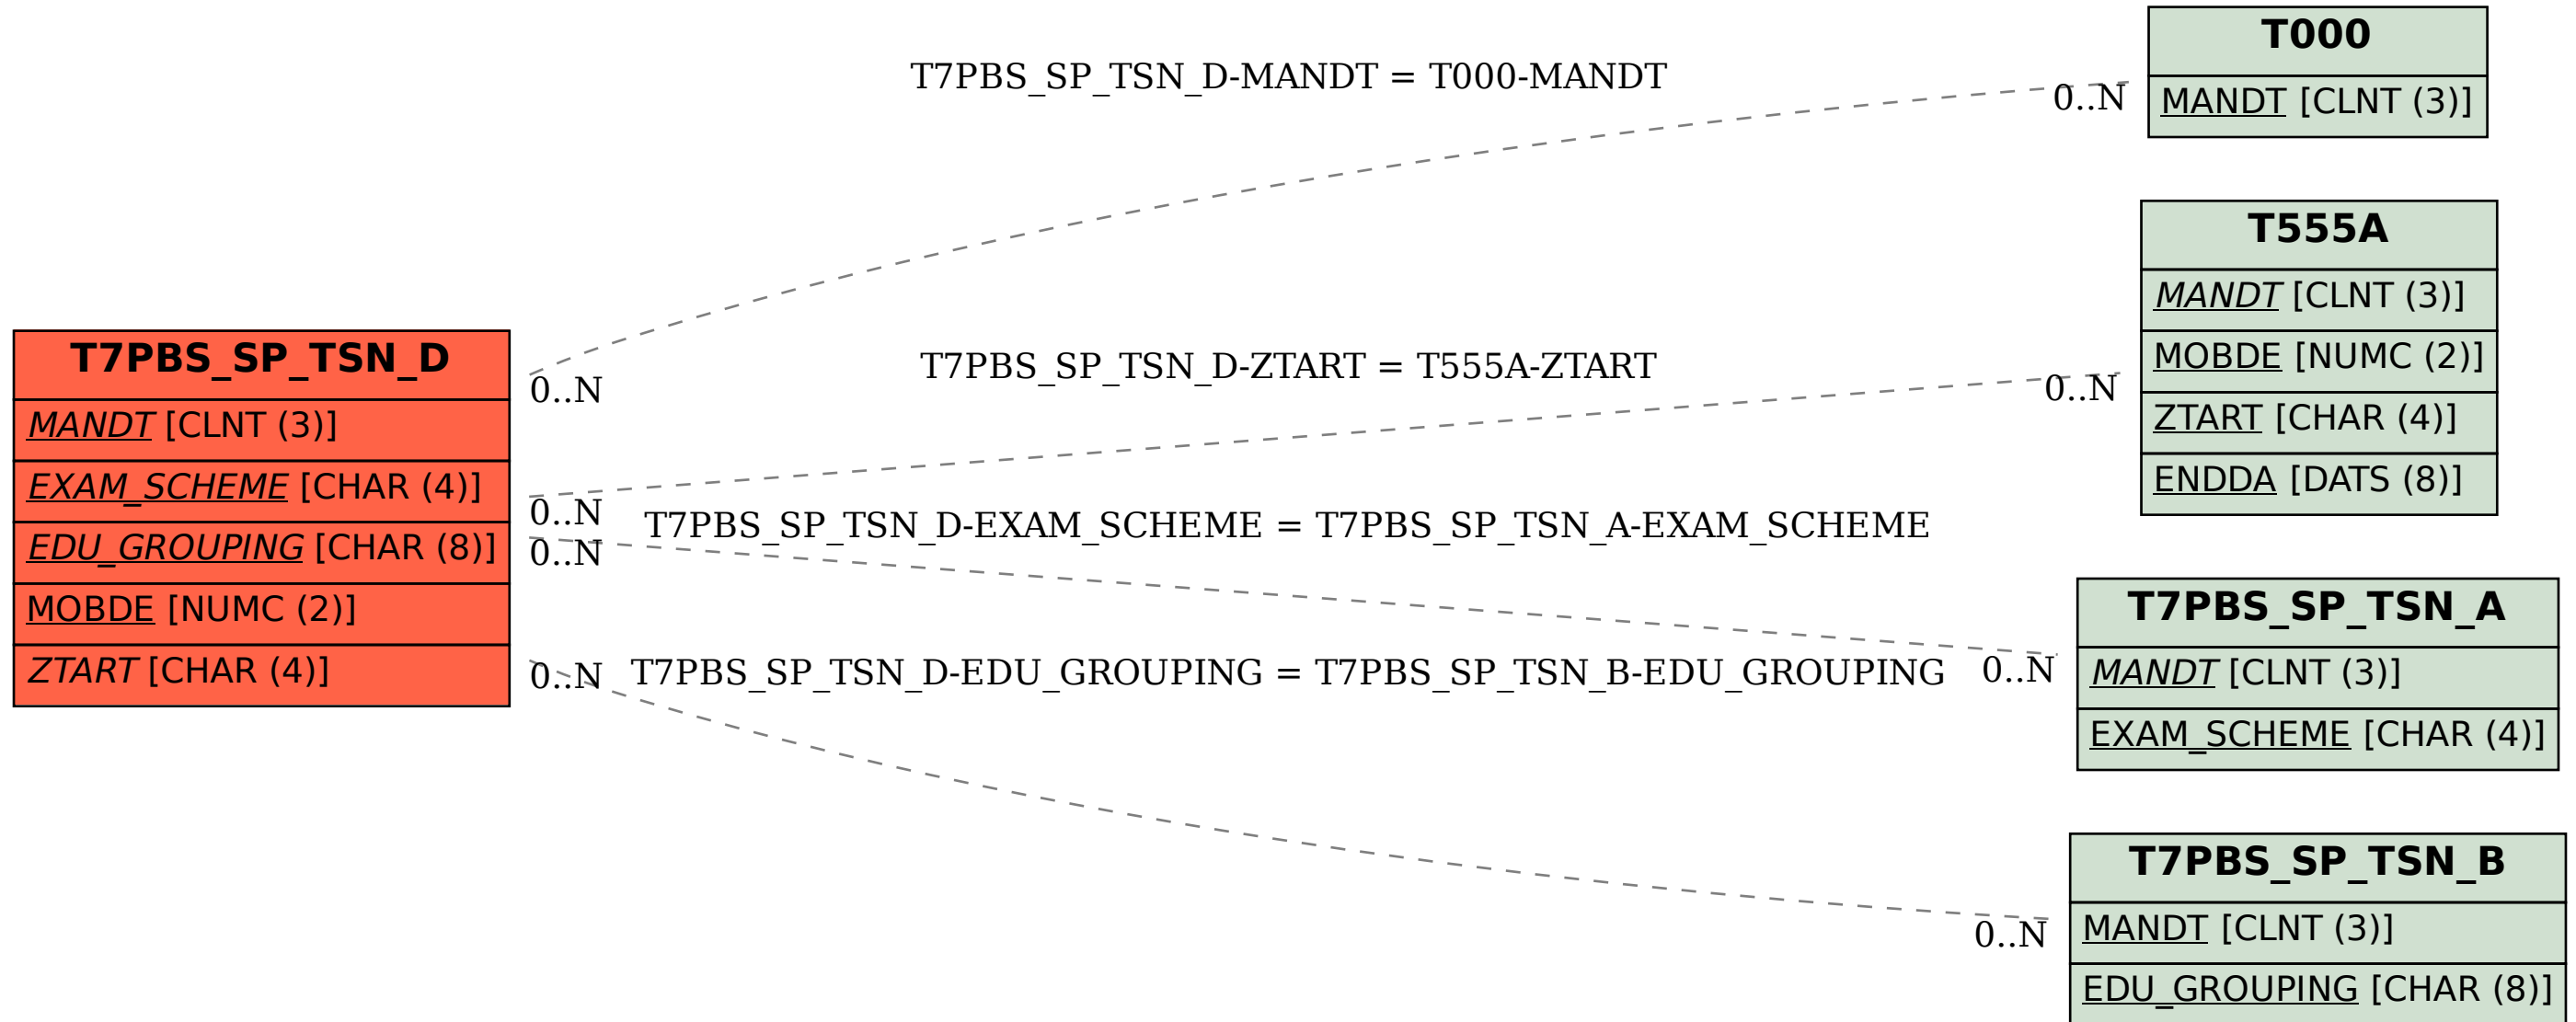 T7PBS_SP_TSN_D
MANDT [CLNT (3)]
EXAM_SCHEME [CHAR (4)]
EDU_GROUPING [CHAR (8)]
MOBDE [NUMC (2)]
ZTART [CHAR (4)]
T7PBS_SP_TSN_D-MANDT = T000-MANDT
0..N
0..N
T7PBS_SP_TSN_D-ZTART = T555A-ZTART
0..N
0..N
T7PBS_SP_TSN_D-EXAM_SCHEME = T7PBS_SP_TSN_A-EXAM_SCHEME
0..N
0..N
T7PBS_SP_TSN_D-EDU_GROUPING = T7PBS_SP_TSN_B-EDU_GROUPING
0..N
0..N
T000
MANDT [CLNT (3)]
T555A
MANDT [CLNT (3)]
MOBDE [NUMC (2)]
ZTART [CHAR (4)]
ENDDA [DATS (8)]
T7PBS_SP_TSN_A
MANDT [CLNT (3)]
EXAM_SCHEME [CHAR (4)]
T7PBS_SP_TSN_B
MANDT [CLNT (3)]
EDU_GROUPING [CHAR (8)]